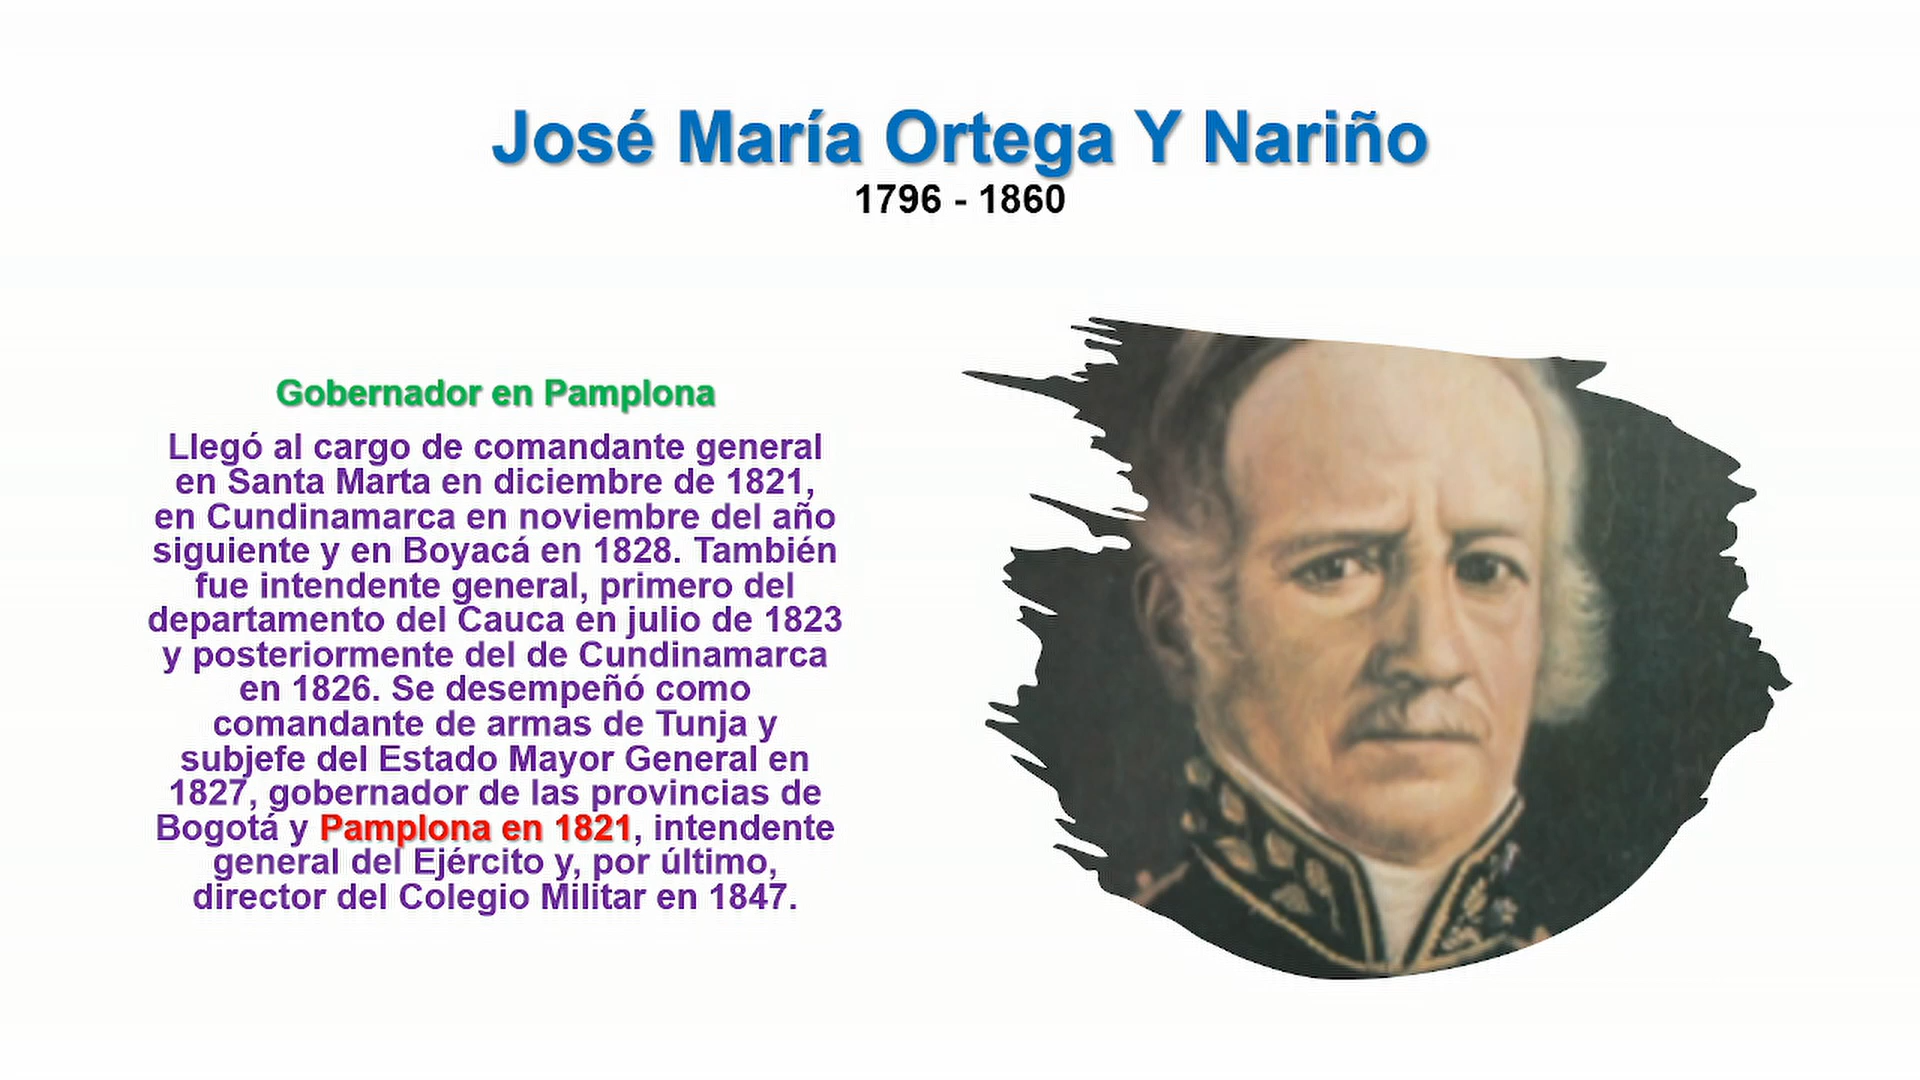 José María Ortega Y Nariño
1796 - 1860
Gobernador en Pamplona
Llegó al cargo de comandante general
en Santa Marta en diciembre de 1821,
en Cundinamarca en noviembre del año
siguiente y en Boyacá en 1828. También
fue intendente general, primero del
departamento del Cauca en julio de 1823
y posteriormente del de Cundinamarca
en 1826. Se desempeñó como
comandante de armas de Tunja y
subjefe del Estado Mayor General en
1827, gobernador de las provincias de
Bogotá y Pamplona en 1821, intendente
general del Ejército y, por último,
director del Colegio Militar en 1847.